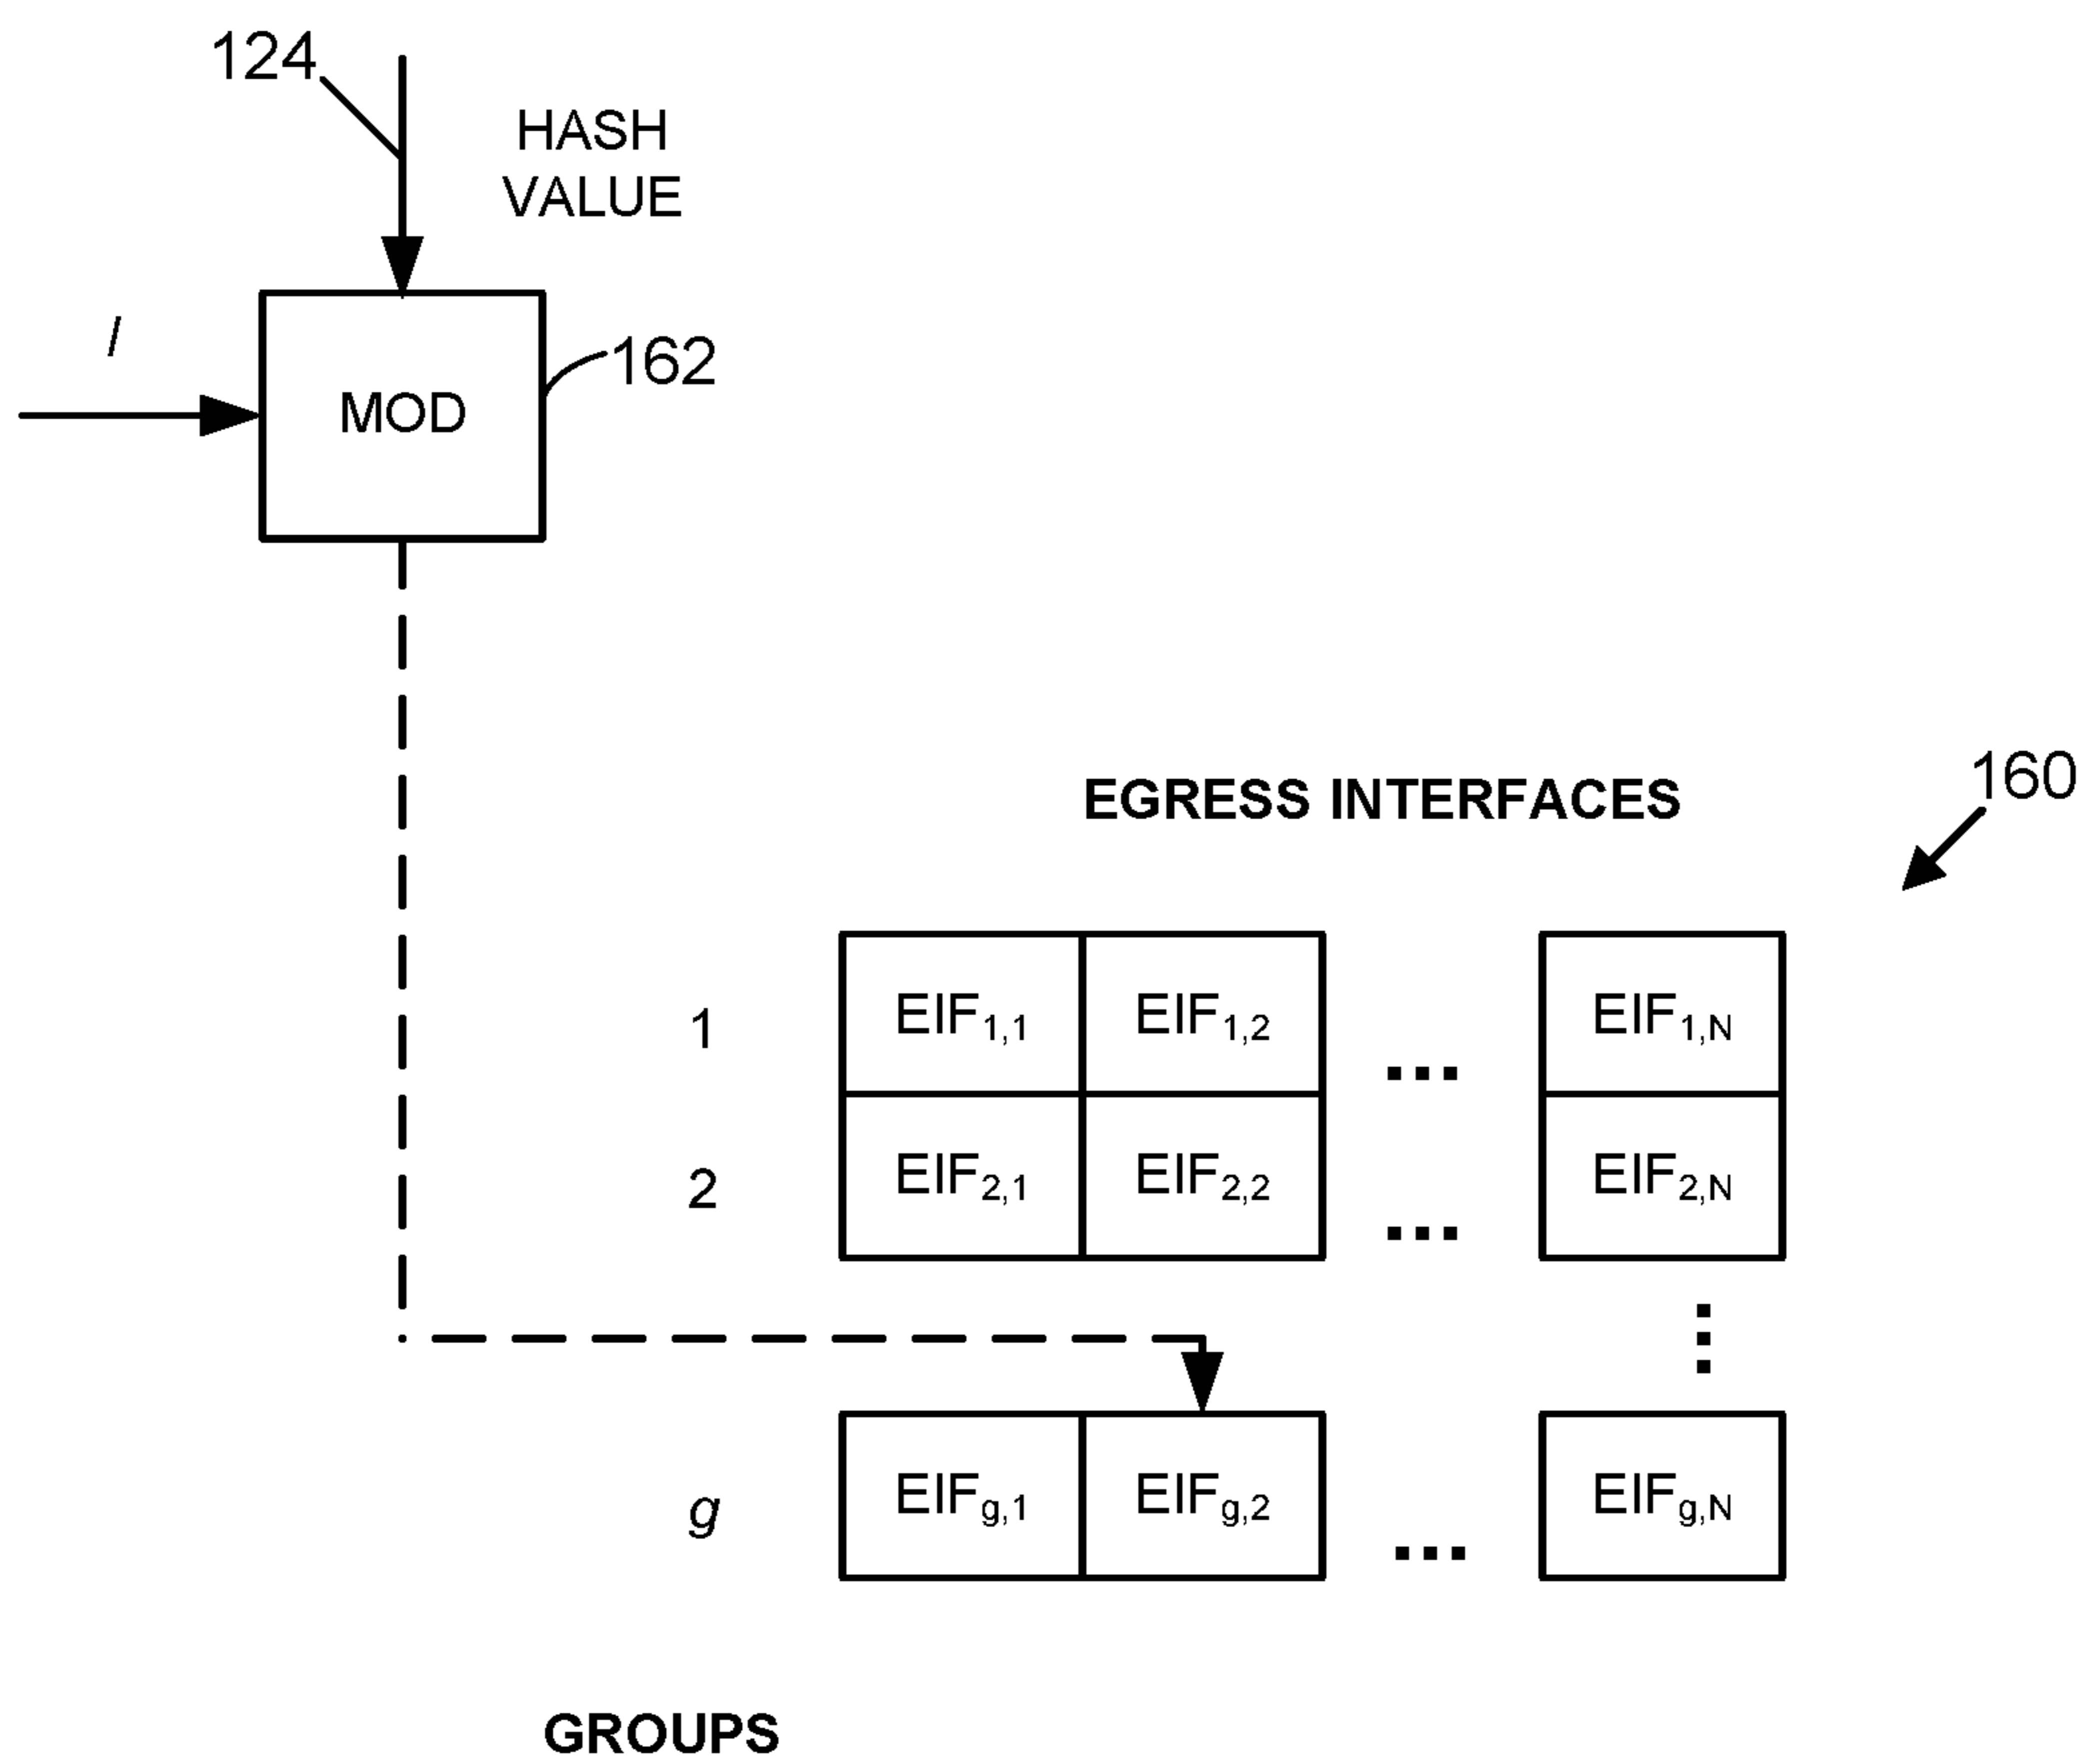 124
HASH
VALUE
I
MOD
162
EGRESS INTERFACES
160
1 EIF1,1 EIF1,2 ... EIF1,N
2 EIF2,1 EIF2,2 ... EIF2,N
g EIFg,1 EIFg,2 ... EIFg,N
GROUPS